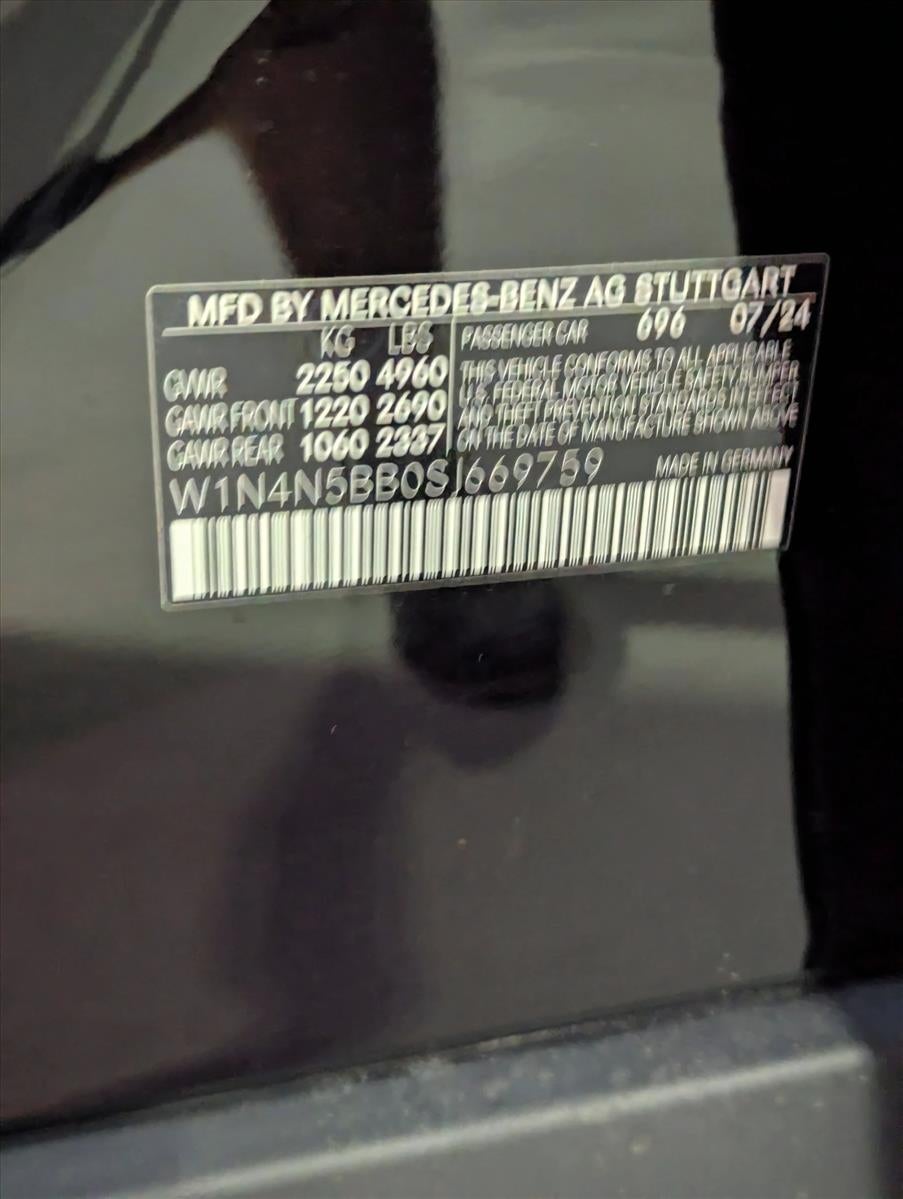 MFD BY MERCEDES-BENZ AG STUTTGART
KG LBS
GVWR 2250 4960
GAWR FRONT 1220 2690
GAWR REAR 1060 2337
PASSENGER CAR 696 07/24
THIS VEHICLE CONFORMS TO ALL APPLICABLE
U.S. FEDERAL MOTOR VEHICLE SAFETY BUMPER
AND THEFT PREVENTION STANDARDS IN EFFECT
ON THE DATE OF MANUFACTURE SHOWN ABOVE
W1N4N5BB0SJ669759
MADE IN GERMANY